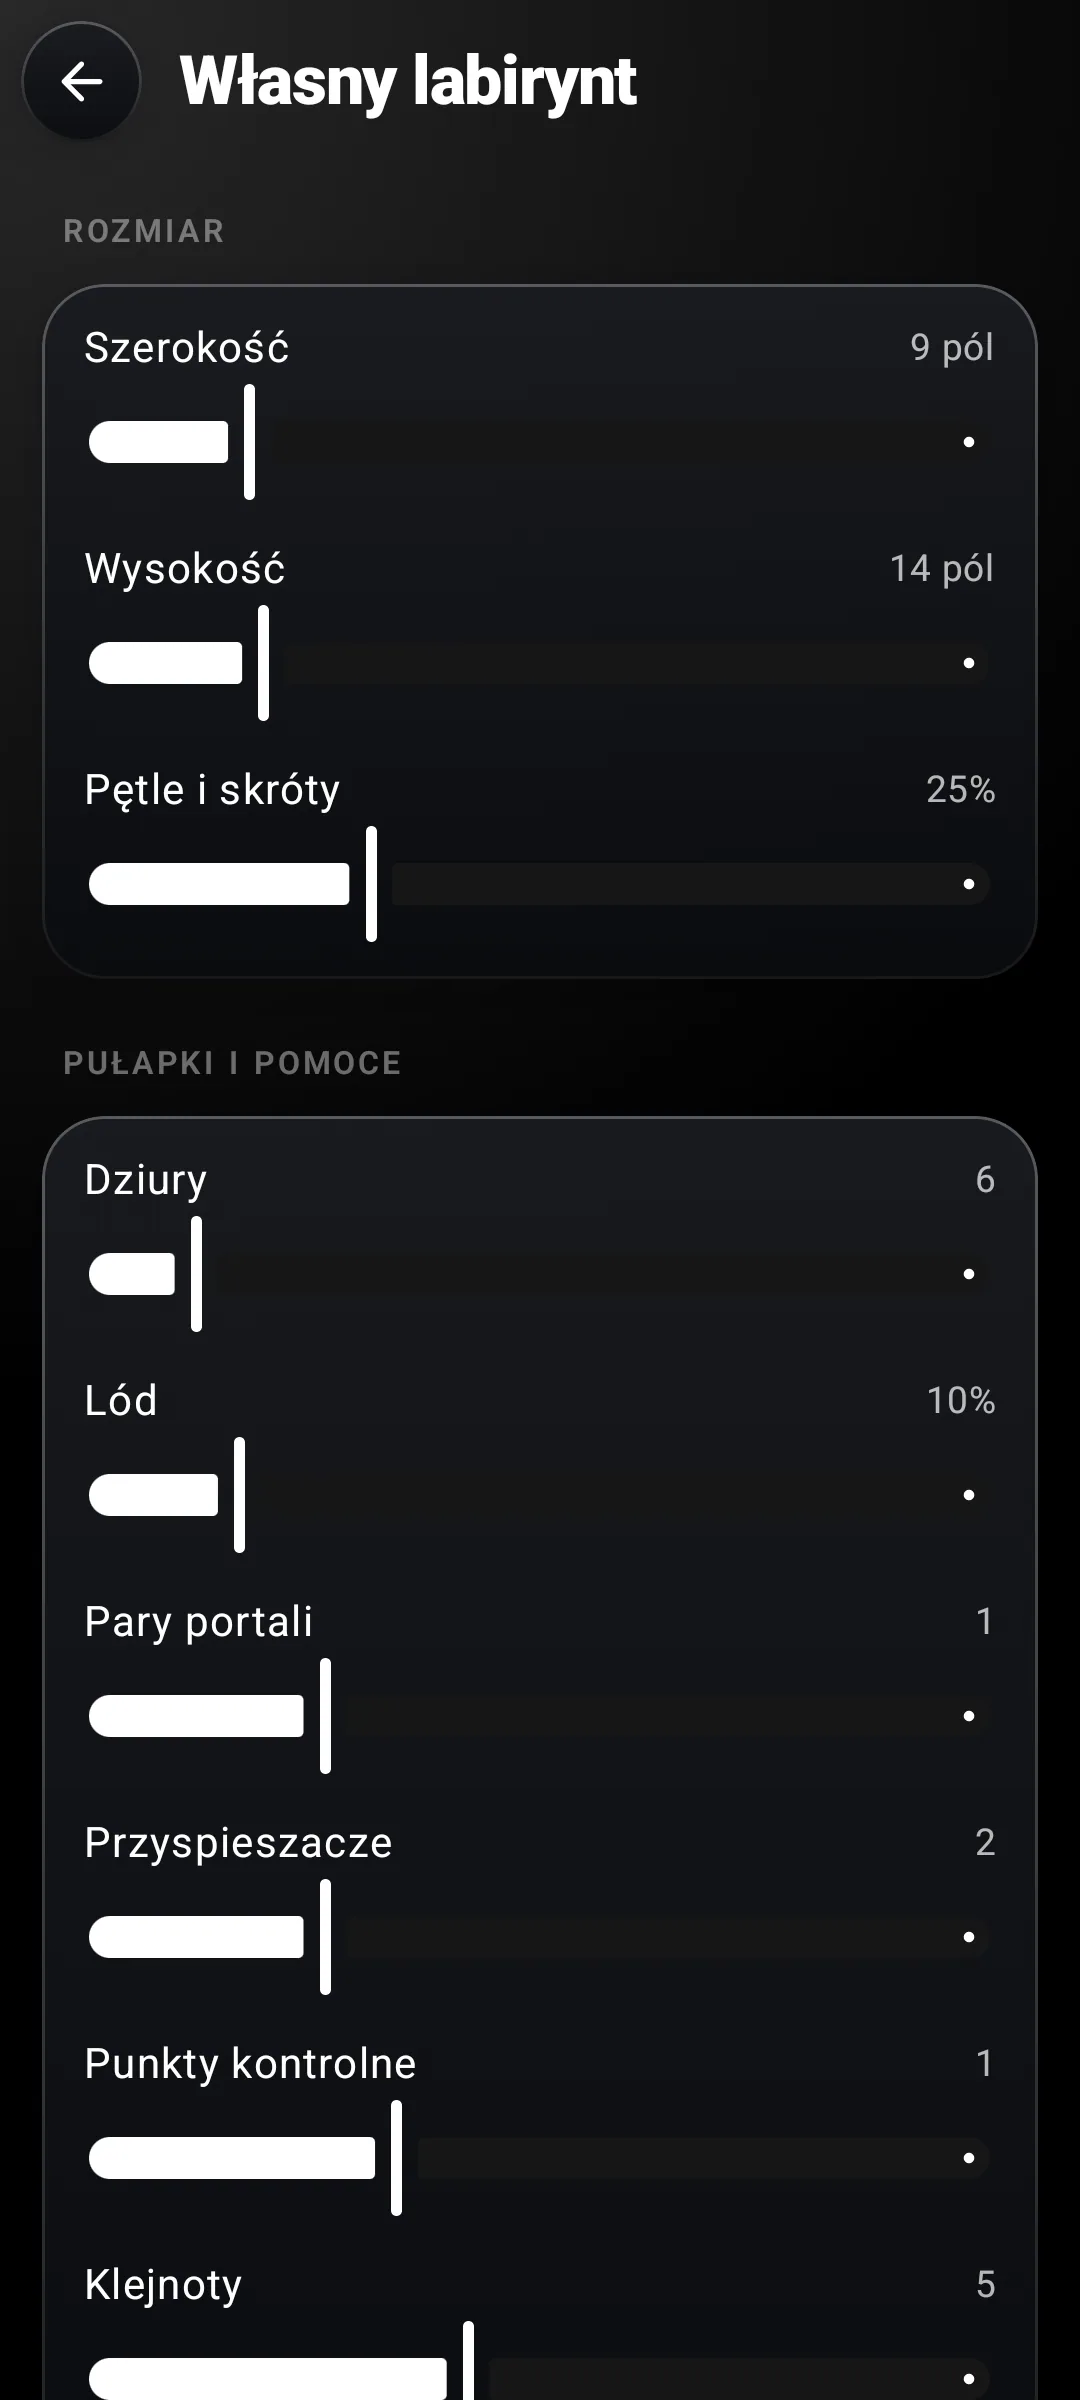 Własny labirynt
ROZMIAR
Szerokość 9 pól
Wysokość 14 pól
Pętle i skróty 25%
PUŁAPKI I POMOCE
Dziury 6
Lód 10%
Pary portali 1
Przyspieszacze 2
Punkty kontrolne 1
Klejnoty 5